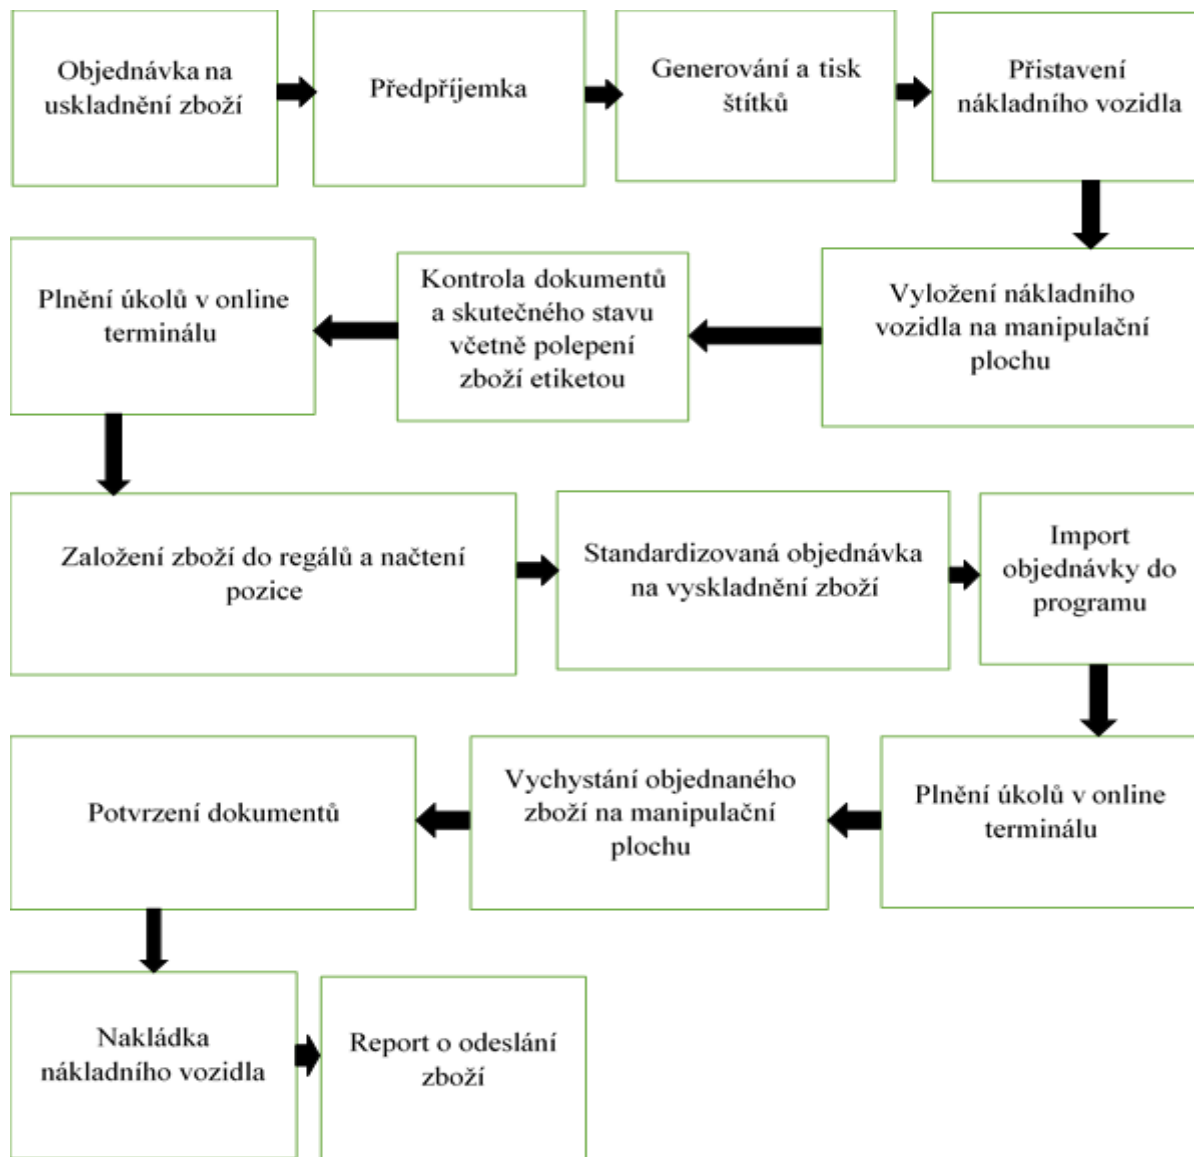 Objednávka na
uskladnění zboží
Předpříjemka
Generování a tisk
štítků
Přistavení
nákladního vozidla
Vyložení nákladního
vozidla na manipulační
plochu
Kontrola dokumentů
a skutečného stavu
včetně polepení
zboží etiketou
Plnění úkolů v online
terminálu
Založení zboží do regálů a načtení
pozice
Standardizovaná objednávka
na vyskladnění zboží
Import
objednávky do
programu
Plnění úkolů v online
terminálu
Vychystání objednaného
zboží na manipulační
plochu
Potvrzení dokumentů
Nakládka
nákladního vozidla
Report o odeslání
zboží